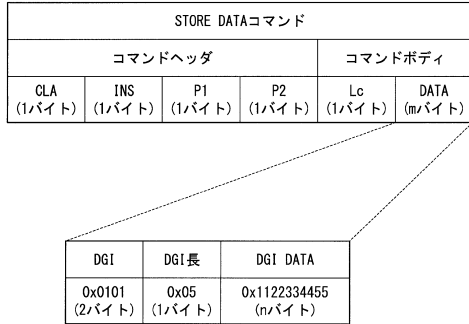 STORE DATAコマンド
コマンドヘッダ コマンドボディ
CLA INS P1 P2 Lc DATA
(1バイト) (1バイト) (1バイト) (1バイト) (1バイト) (mバイト)
DGI DGI長 DGI DATA
0x0101 0x05 0x1122334455
(2バイト) (1バイト) (nバイト)